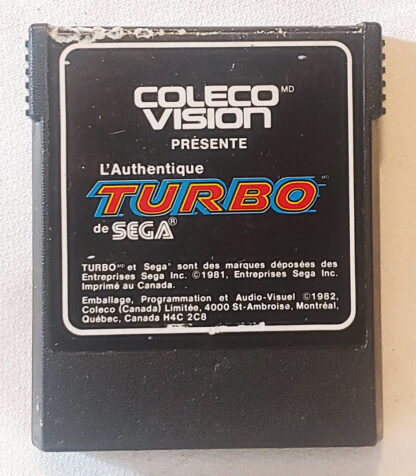 COLECO MD
VISION
PRÉSENTE
L'Authentique
TURBO MD
de SEGA®
TURBO MD et Sega* sont des marques déposées des
Entreprises Sega Inc. ©1981, Entreprises Sega Inc.
Imprimé au Canada.
Emballage, Programmation et Audio-Visuel ©1982,
Coleco (Canada) Limitée, 4000 St-Ambroise, Montréal,
Québec, Canada H4C 2C8